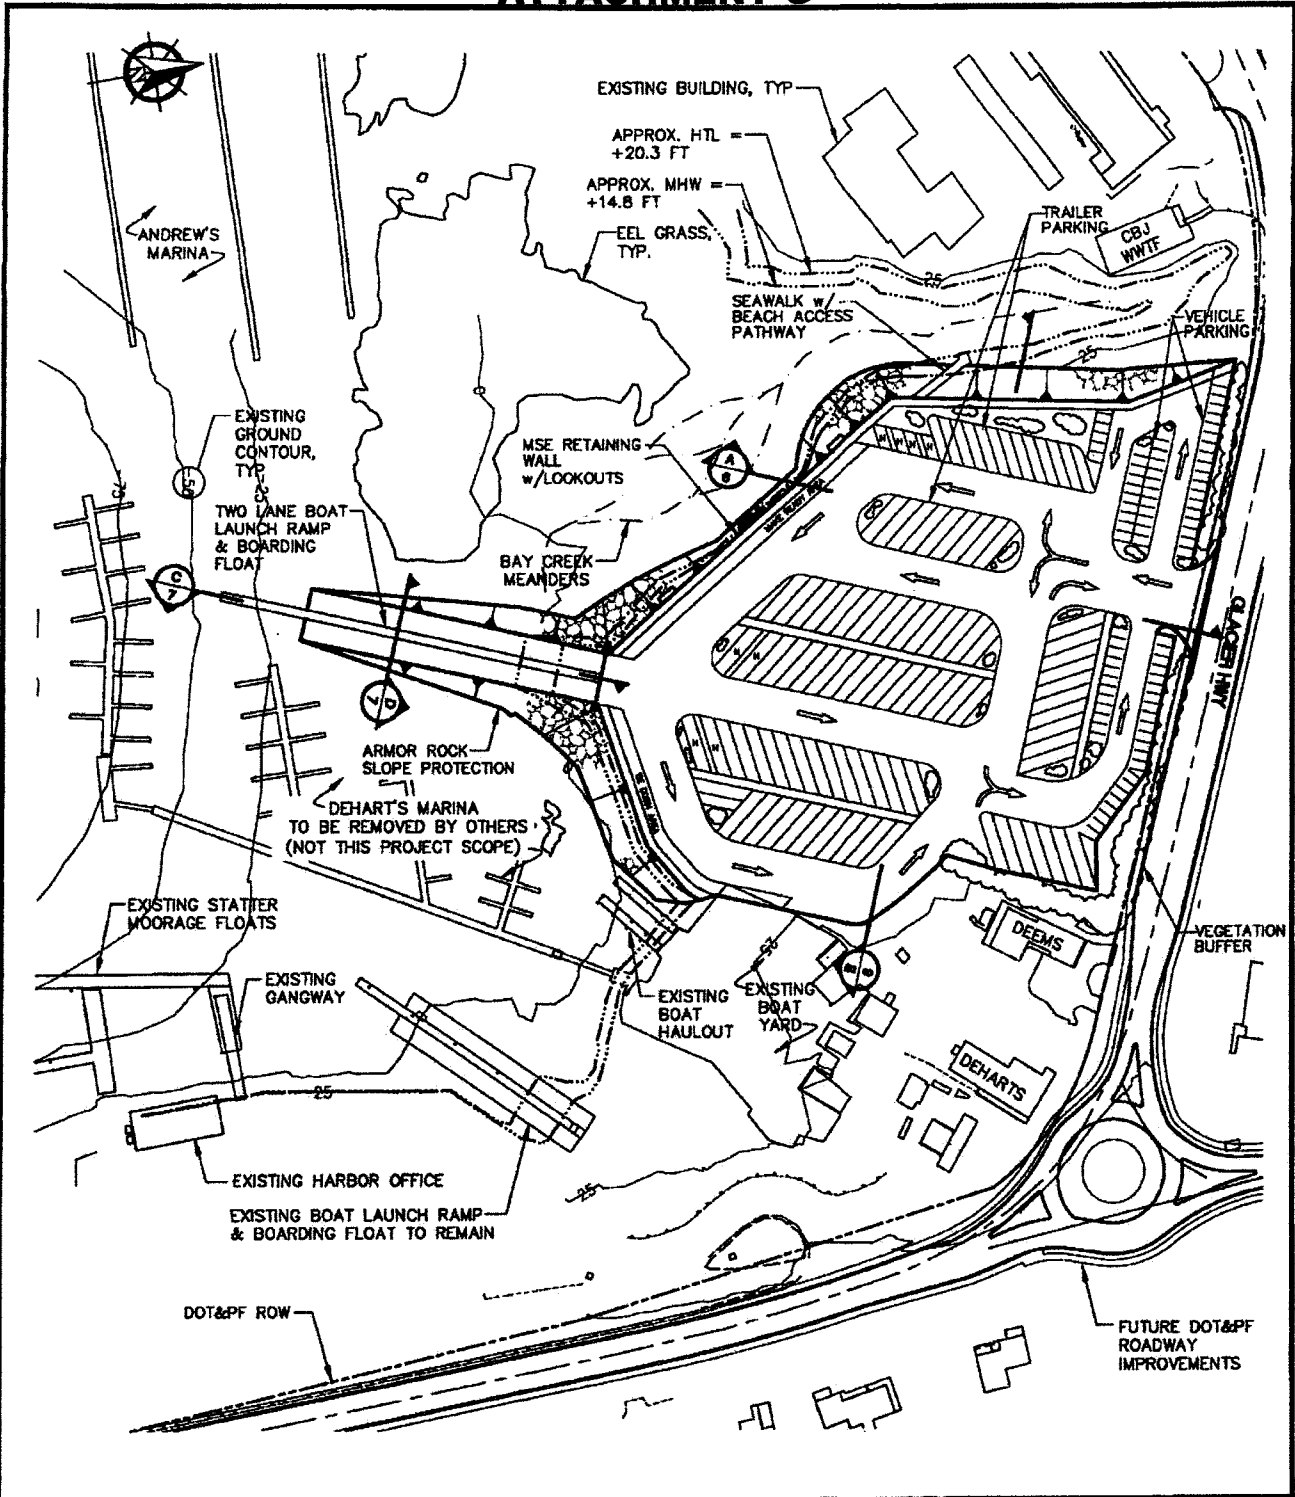 EXISTING BUILDING, TYP
APPROX. HTL =
+20.3 FT
APPROX. MHW =
+14.8 FT
EEL GRASS,
TYP.
ANDREW'S
MARINA
TRAILER
PARKING
CBJ
WWTF
25
SEAWALK w/
BEACH ACCESS
PATHWAY
VEHICLE
PARKING
25
EXISTING
GROUND
CONTOUR,
TYP
MSE RETAINING
WALL
w/LOOKOUTS
A
6
75
50
25
TWO LANE BOAT
LAUNCH RAMP
& BOARDING
FLOAT
BAY CREEK
MEANDERS
C
7
GLACIER HWY
D
7
ARMOR ROCK
SLOPE PROTECTION
DEHART'S MARINA
TO BE REMOVED BY OTHERS
(NOT THIS PROJECT SCOPE)
EXISTING STATTER
MOORAGE FLOATS
DEEMS
VEGETATION
BUFFER
25
EXISTING
GANGWAY
EXISTING
BOAT
HAULOUT
EXISTING
BOAT
YARD
DEHARTS
25
EXISTING HARBOR OFFICE
25
EXISTING BOAT LAUNCH RAMP
& BOARDING FLOAT TO REMAIN
DOT&PF ROW
FUTURE DOT&PF
ROADWAY
IMPROVEMENTS